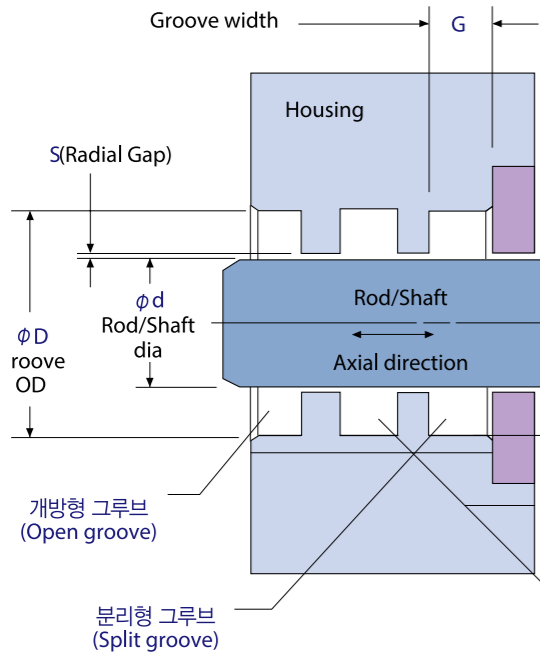 Groove width
G
Housing
S(Radial Gap)
ϕd
Rod/Shaft
dia
Rod/Shaft
Axial direction
ϕD
roove
OD
개방형 그루브
(Open groove)
분리형 그루브
(Split groove)